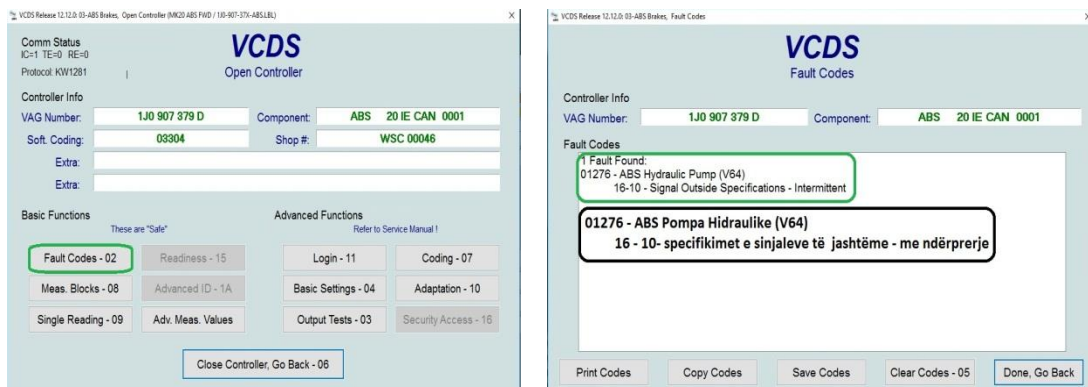 VCDS Release 12.12.0: 03-ABS Brakes, Open Controller (MK20 ABS FWD / 1J0-907-37X-ABS.LBL)
Comm Status
IC=1 TE=0 RE=0
Protocol: KW1281
VCDS
Open Controller
Controller Info
VAG Number: 1J0 907 379 D Component: ABS 20 IE CAN 0001
Soft. Coding: 03304 Shop #: WSC 00046
Extra:
Extra:
Basic Functions Advanced Functions
These are "Safe" Refer to Service Manual !
Fault Codes - 02 Readiness - 15 Login - 11 Coding - 07
Meas. Blocks - 08 Advanced ID - 1A Basic Settings - 04 Adaptation - 10
Single Reading - 09 Adv. Meas. Values Output Tests - 03 Security Access - 16
Close Controller, Go Back - 06
VCDS Release 12.12.0: 03-ABS Brakes, Fault Codes
VCDS
Fault Codes
Controller Info
VAG Number: 1J0 907 379 D Component: ABS 20 IE CAN 0001
Fault Codes
1 Fault Found:
01276 - ABS Hydraulic Pump (V64)
16-10 - Signal Outside Specifications - Intermittent
01276 - ABS Pompa Hidraulike (V64)
16 - 10- specifikimet e sinjaleve të jashtëme - me ndërprerje
Print Codes Copy Codes Save Codes Clear Codes - 05 Done, Go Back